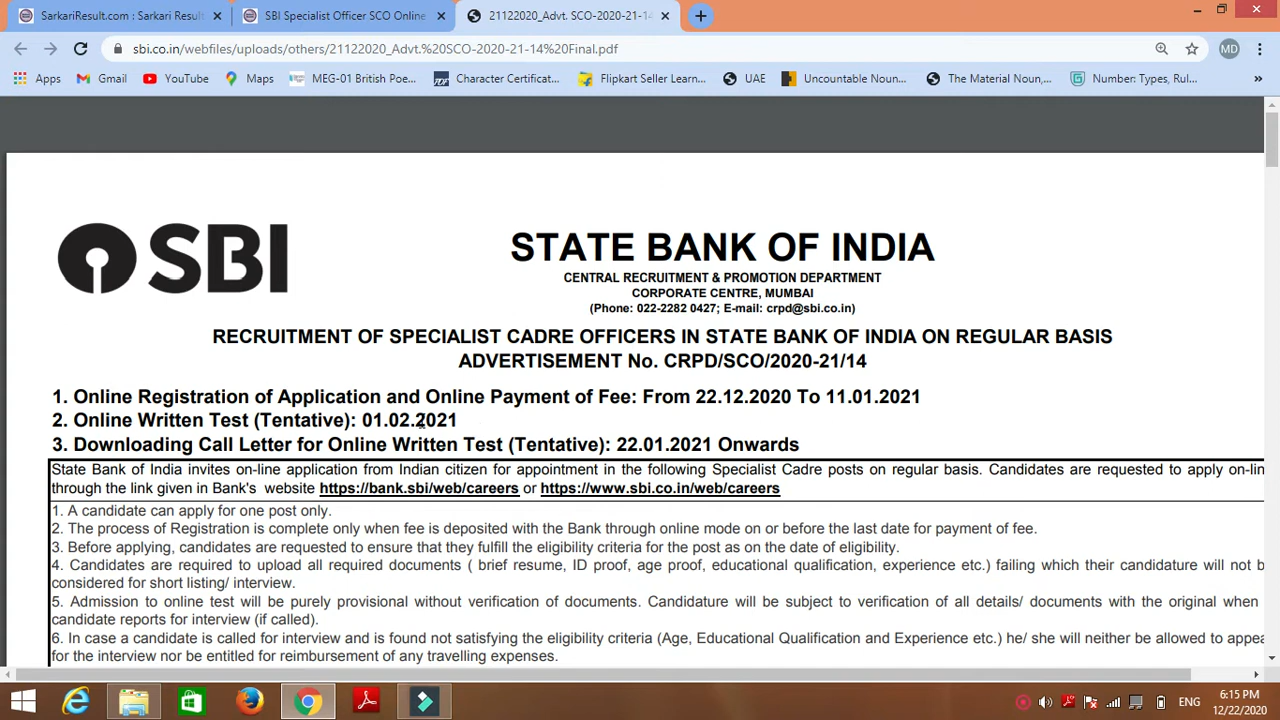 SarkariResult.com : Sarkari Result
SBI Specialist Officer SCO Online
21122020_Advt. SCO-2020-21-14
sbi.co.in/webfiles/uploads/others/21122020_Advt.%20SCO-2020-21-14%20Final.pdf
MD
Apps
Gmail
YouTube
Maps
MEG-01 British Poe...
Character Certificat...
Flipkart Seller Learn...
UAE
Uncountable Noun...
The Material Noun,...
Number: Types, Rul...
SBI
STATE BANK OF INDIA
CENTRAL RECRUITMENT & PROMOTION DEPARTMENT
CORPORATE CENTRE, MUMBAI
(Phone: 022-2282 0427; E-mail: crpd@sbi.co.in)
RECRUITMENT OF SPECIALIST CADRE OFFICERS IN STATE BANK OF INDIA ON REGULAR BASIS
ADVERTISEMENT No. CRPD/SCO/2020-21/14
1. Online Registration of Application and Online Payment of Fee: From 22.12.2020 To 11.01.2021
2. Online Written Test (Tentative): 01.02.2021
3. Downloading Call Letter for Online Written Test (Tentative): 22.01.2021 Onwards
State Bank of India invites on-line application from Indian citizen for appointment in the following Specialist Cadre posts on regular basis. Candidates are requested to apply on-lin
through the link given in Bank's website https://bank.sbi/web/careers or https://www.sbi.co.in/web/careers
1. A candidate can apply for one post only.
2. The process of Registration is complete only when fee is deposited with the Bank through online mode on or before the last date for payment of fee.
3. Before applying, candidates are requested to ensure that they fulfill the eligibility criteria for the post as on the date of eligibility.
4. Candidates are required to upload all required documents ( brief resume, ID proof, age proof, educational qualification, experience etc.) failing which their candidature will not b
considered for short listing/ interview.
5. Admission to online test will be purely provisional without verification of documents. Candidature will be subject to verification of all details/ documents with the original when
candidate reports for interview (if called).
6. In case a candidate is called for interview and is found not satisfying the eligibility criteria (Age, Educational Qualification and Experience etc.) he/ she will neither be allowed to appea
for the interview nor be entitled for reimbursement of any travelling expenses.
ENG
6:15 PM
12/22/2020